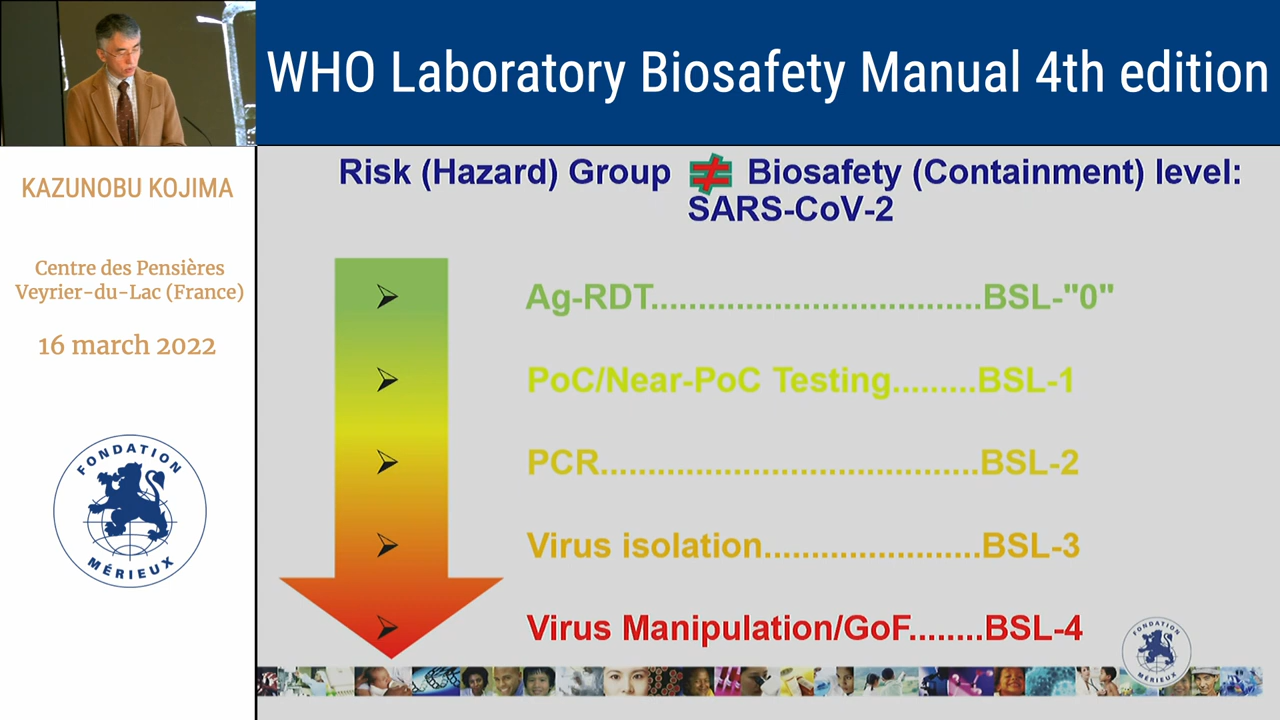 WHO Laboratory Biosafety Manual 4th edition
KAZUNOBU KOJIMA
Centre des Pensières
Veyrier-du-Lac (France)
16 march 2022
FONDATION
MÉRIEUX
Risk (Hazard) Group ≠ Biosafety (Containment) level:
SARS-CoV-2
Ag-RDT...................................BSL-"0"
PoC/Near-PoC Testing.........BSL-1
PCR........................................BSL-2
Virus isolation.......................BSL-3
Virus Manipulation/GoF........BSL-4
FONDATION
MÉRIEUX